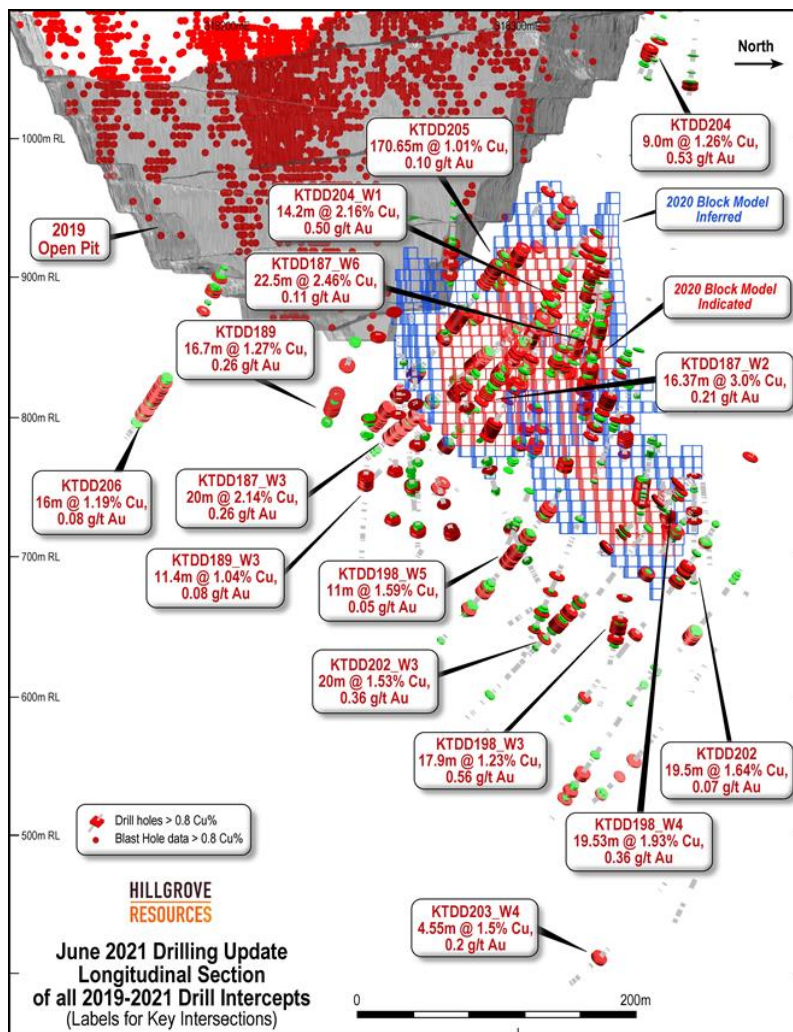 318200mE
318300mE
North
1000m RL
KTDD205
170.65m @ 1.01% Cu,
0.10 g/t Au
KTDD204
9.0m @ 1.26% Cu,
0.53 g/t Au
KTDD204_W1
14.2m @ 2.16% Cu,
0.50 g/t Au
2020 Block Model
Inferred
2019
Open Pit
KTDD187_W6
22.5m @ 2.46% Cu,
0.11 g/t Au
900m RL
2020 Block Model
Indicated
KTDD189
16.7m @ 1.27% Cu,
0.26 g/t Au
KTDD187_W2
16.37m @ 3.0% Cu,
0.21 g/t Au
800m RL
KTDD206
16m @ 1.19% Cu,
0.08 g/t Au
KTDD187_W3
20m @ 2.14% Cu,
0.26 g/t Au
700m RL
KTDD189_W3
11.4m @ 1.04% Cu,
0.08 g/t Au
KTDD198_W5
11m @ 1.59% Cu,
0.05 g/t Au
KTDD202_W3
20m @ 1.53% Cu,
0.36 g/t Au
600m RL
KTDD198_W3
17.9m @ 1.23% Cu,
0.56 g/t Au
KTDD202
19.5m @ 1.64% Cu,
0.07 g/t Au
KTDD198_W4
19.53m @ 1.93% Cu,
0.36 g/t Au
Drill holes > 0.8 Cu%
Blast Hole data > 0.8 Cu%
500m RL
HILLGROVE
RESOURCES
KTDD203_W4
4.55m @ 1.5% Cu,
0.2 g/t Au
June 2021 Drilling Update
Longitudinal Section
of all 2019-2021 Drill Intercepts
(Labels for Key Intersections)
0
200m